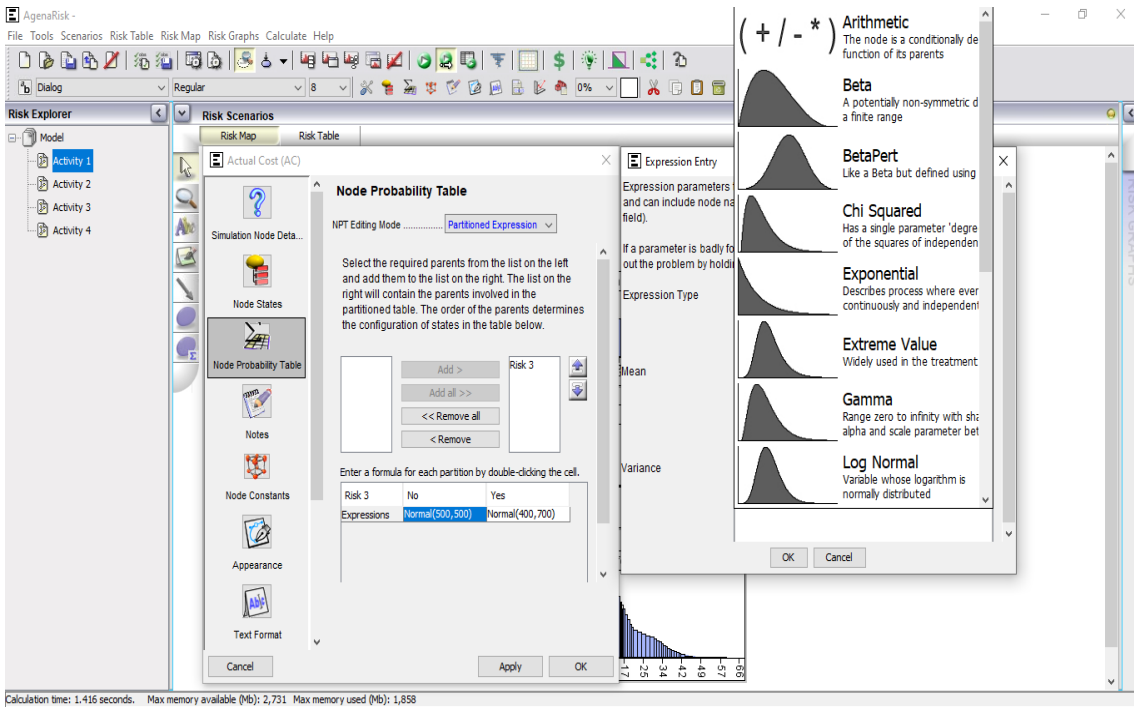 AgenaRisk -
File Tools Scenarios Risk Table Risk Map Risk Graphs Calculate Help
Dialog
Regular
8
0%
Risk Explorer
Model
Activity 1
Activity 2
Activity 3
Activity 4
Risk Scenarios
Risk Map
Risk Table
Actual Cost (AC)
Simulation Node Deta...
Node States
Node Probability Table
Notes
Node Constants
Appearance
Text Format
Node Probability Table
NPT Editing Mode ................ Partitioned Expression
Select the required parents from the list on the left
and add them to the list on the right. The list on the
right will contain the parents involved in the
partitioned table. The order of the parents determines
the configuration of states in the table below.
Add >
Add all >>
<< Remove all
< Remove
Risk 3
Enter a formula for each partition by double-clicking the cell.
Risk 3 No Yes
Expressions Normal(500,500) Normal(400,700)
Cancel
Apply
OK
Expression Entry
Expression parameters
and can include node na
field).
If a parameter is badly fo
out the problem by holdi
Expression Type
Mean
Variance
( + / - * )
Arithmetic
The node is a conditionally de
function of its parents
Beta
A potentially non-symmetric d
a finite range
BetaPert
Like a Beta but defined using
Chi Squared
Has a single parameter 'degre
of the squares of independen
Exponential
Describes process where ever
continuously and independent
Extreme Value
Widely used in the treatment
Gamma
Range zero to infinity with sha
alpha and scale parameter bet
Log Normal
Variable whose logarithm is
normally distributed
OK
Cancel
17 25 34 42 49 57 66
RISK GRAPHS
Calculation time: 1.416 seconds. Max memory available (Mb): 2,731 Max memory used (Mb): 1,858